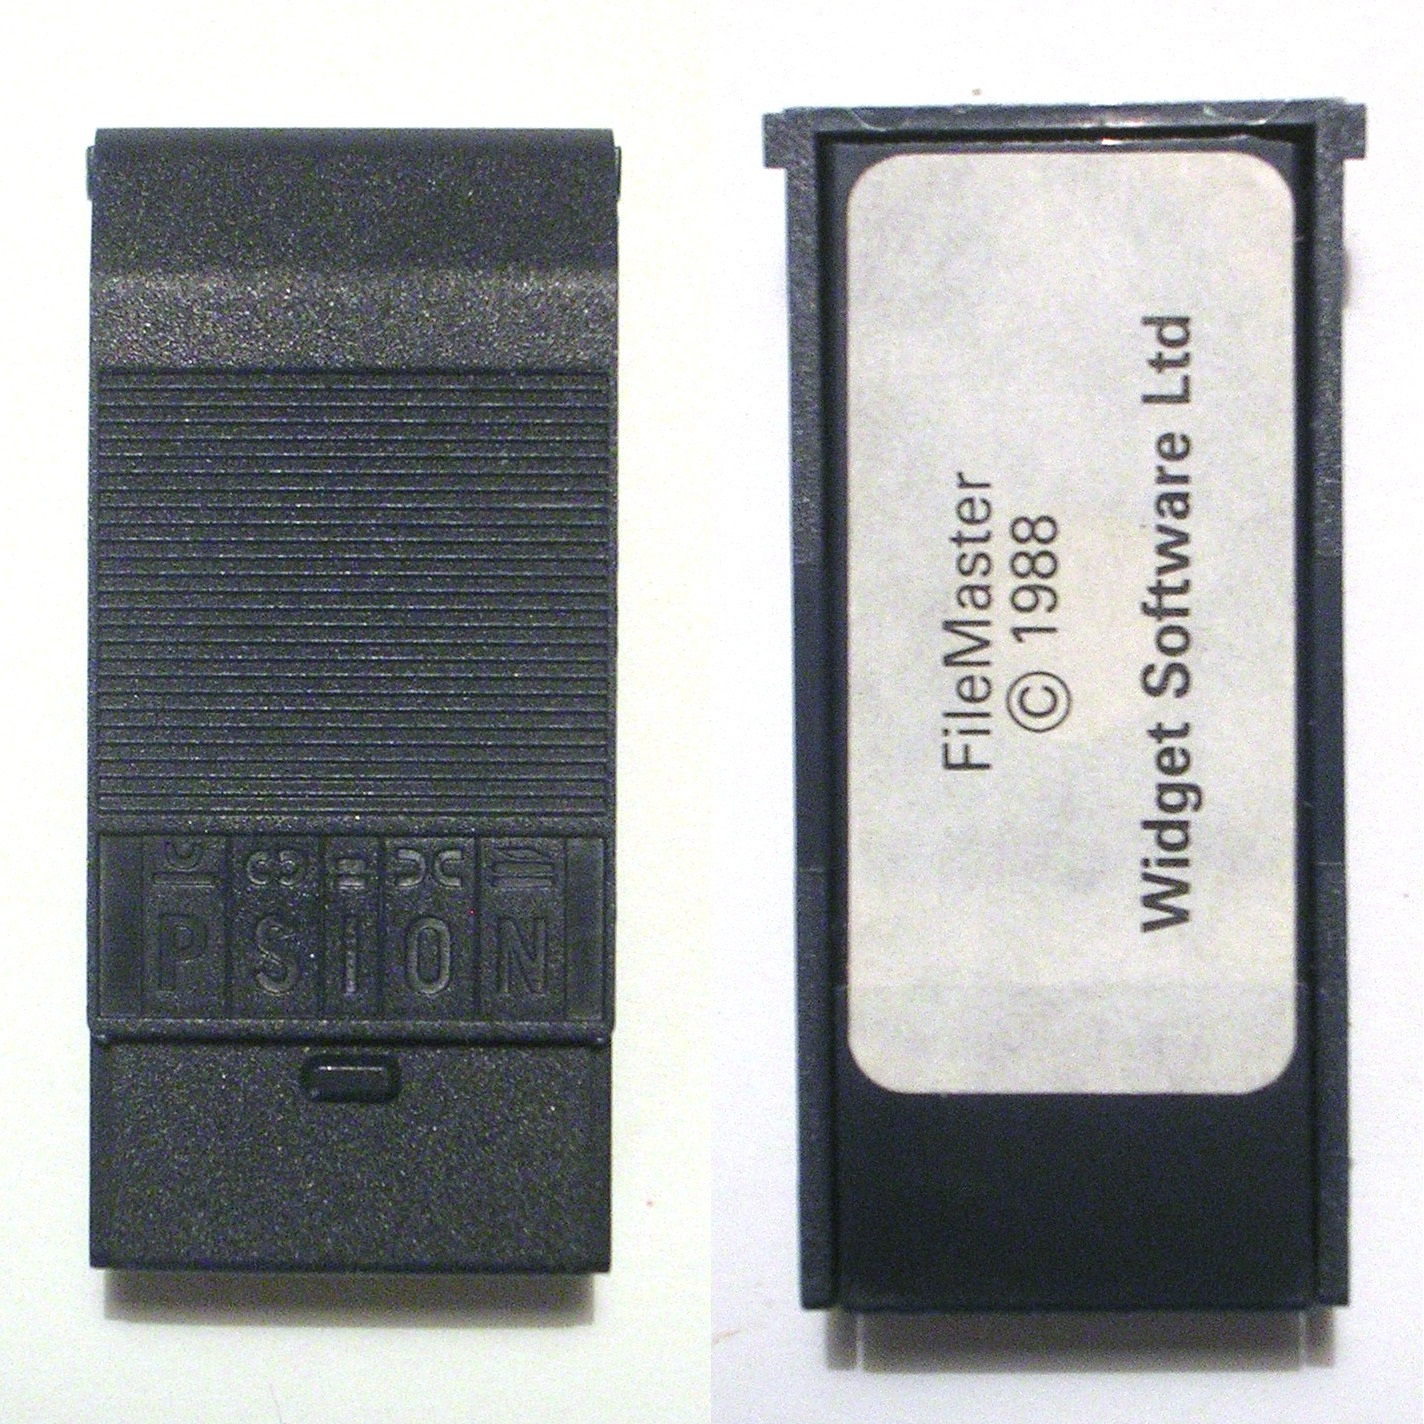 PSION
FileMaster
© 1988
Widget Software Ltd